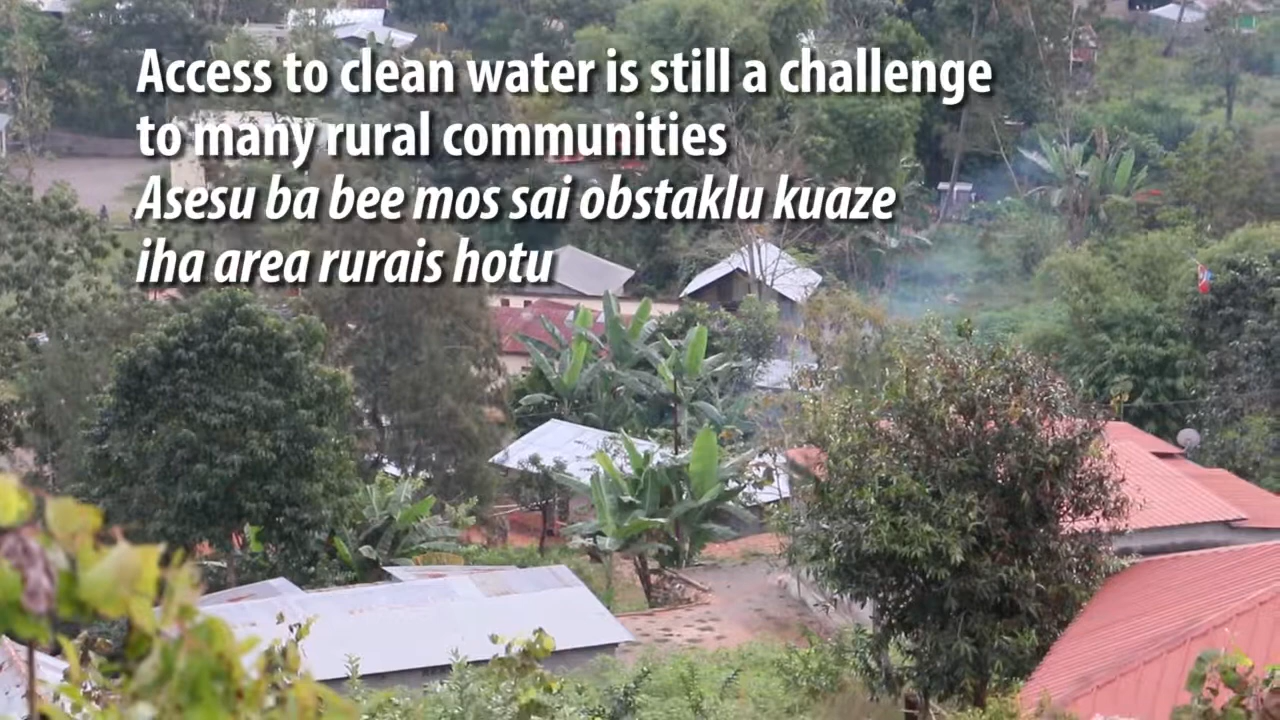 Access to clean water is still a challenge
to many rural communities
Asesu ba bee mos sai obstaklu kuaze
iha area rurais hotu